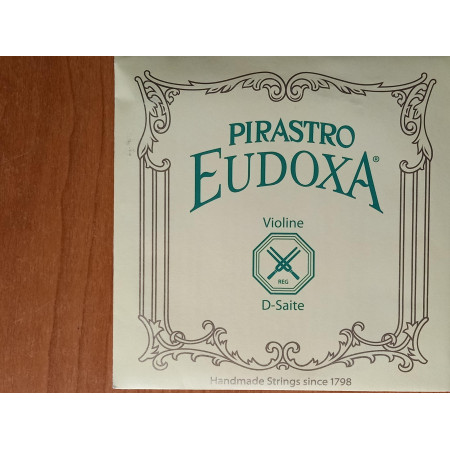 PIRASTRO
EUDOXA®
Violine
REG
D-Saite
Handmade Strings since 1798